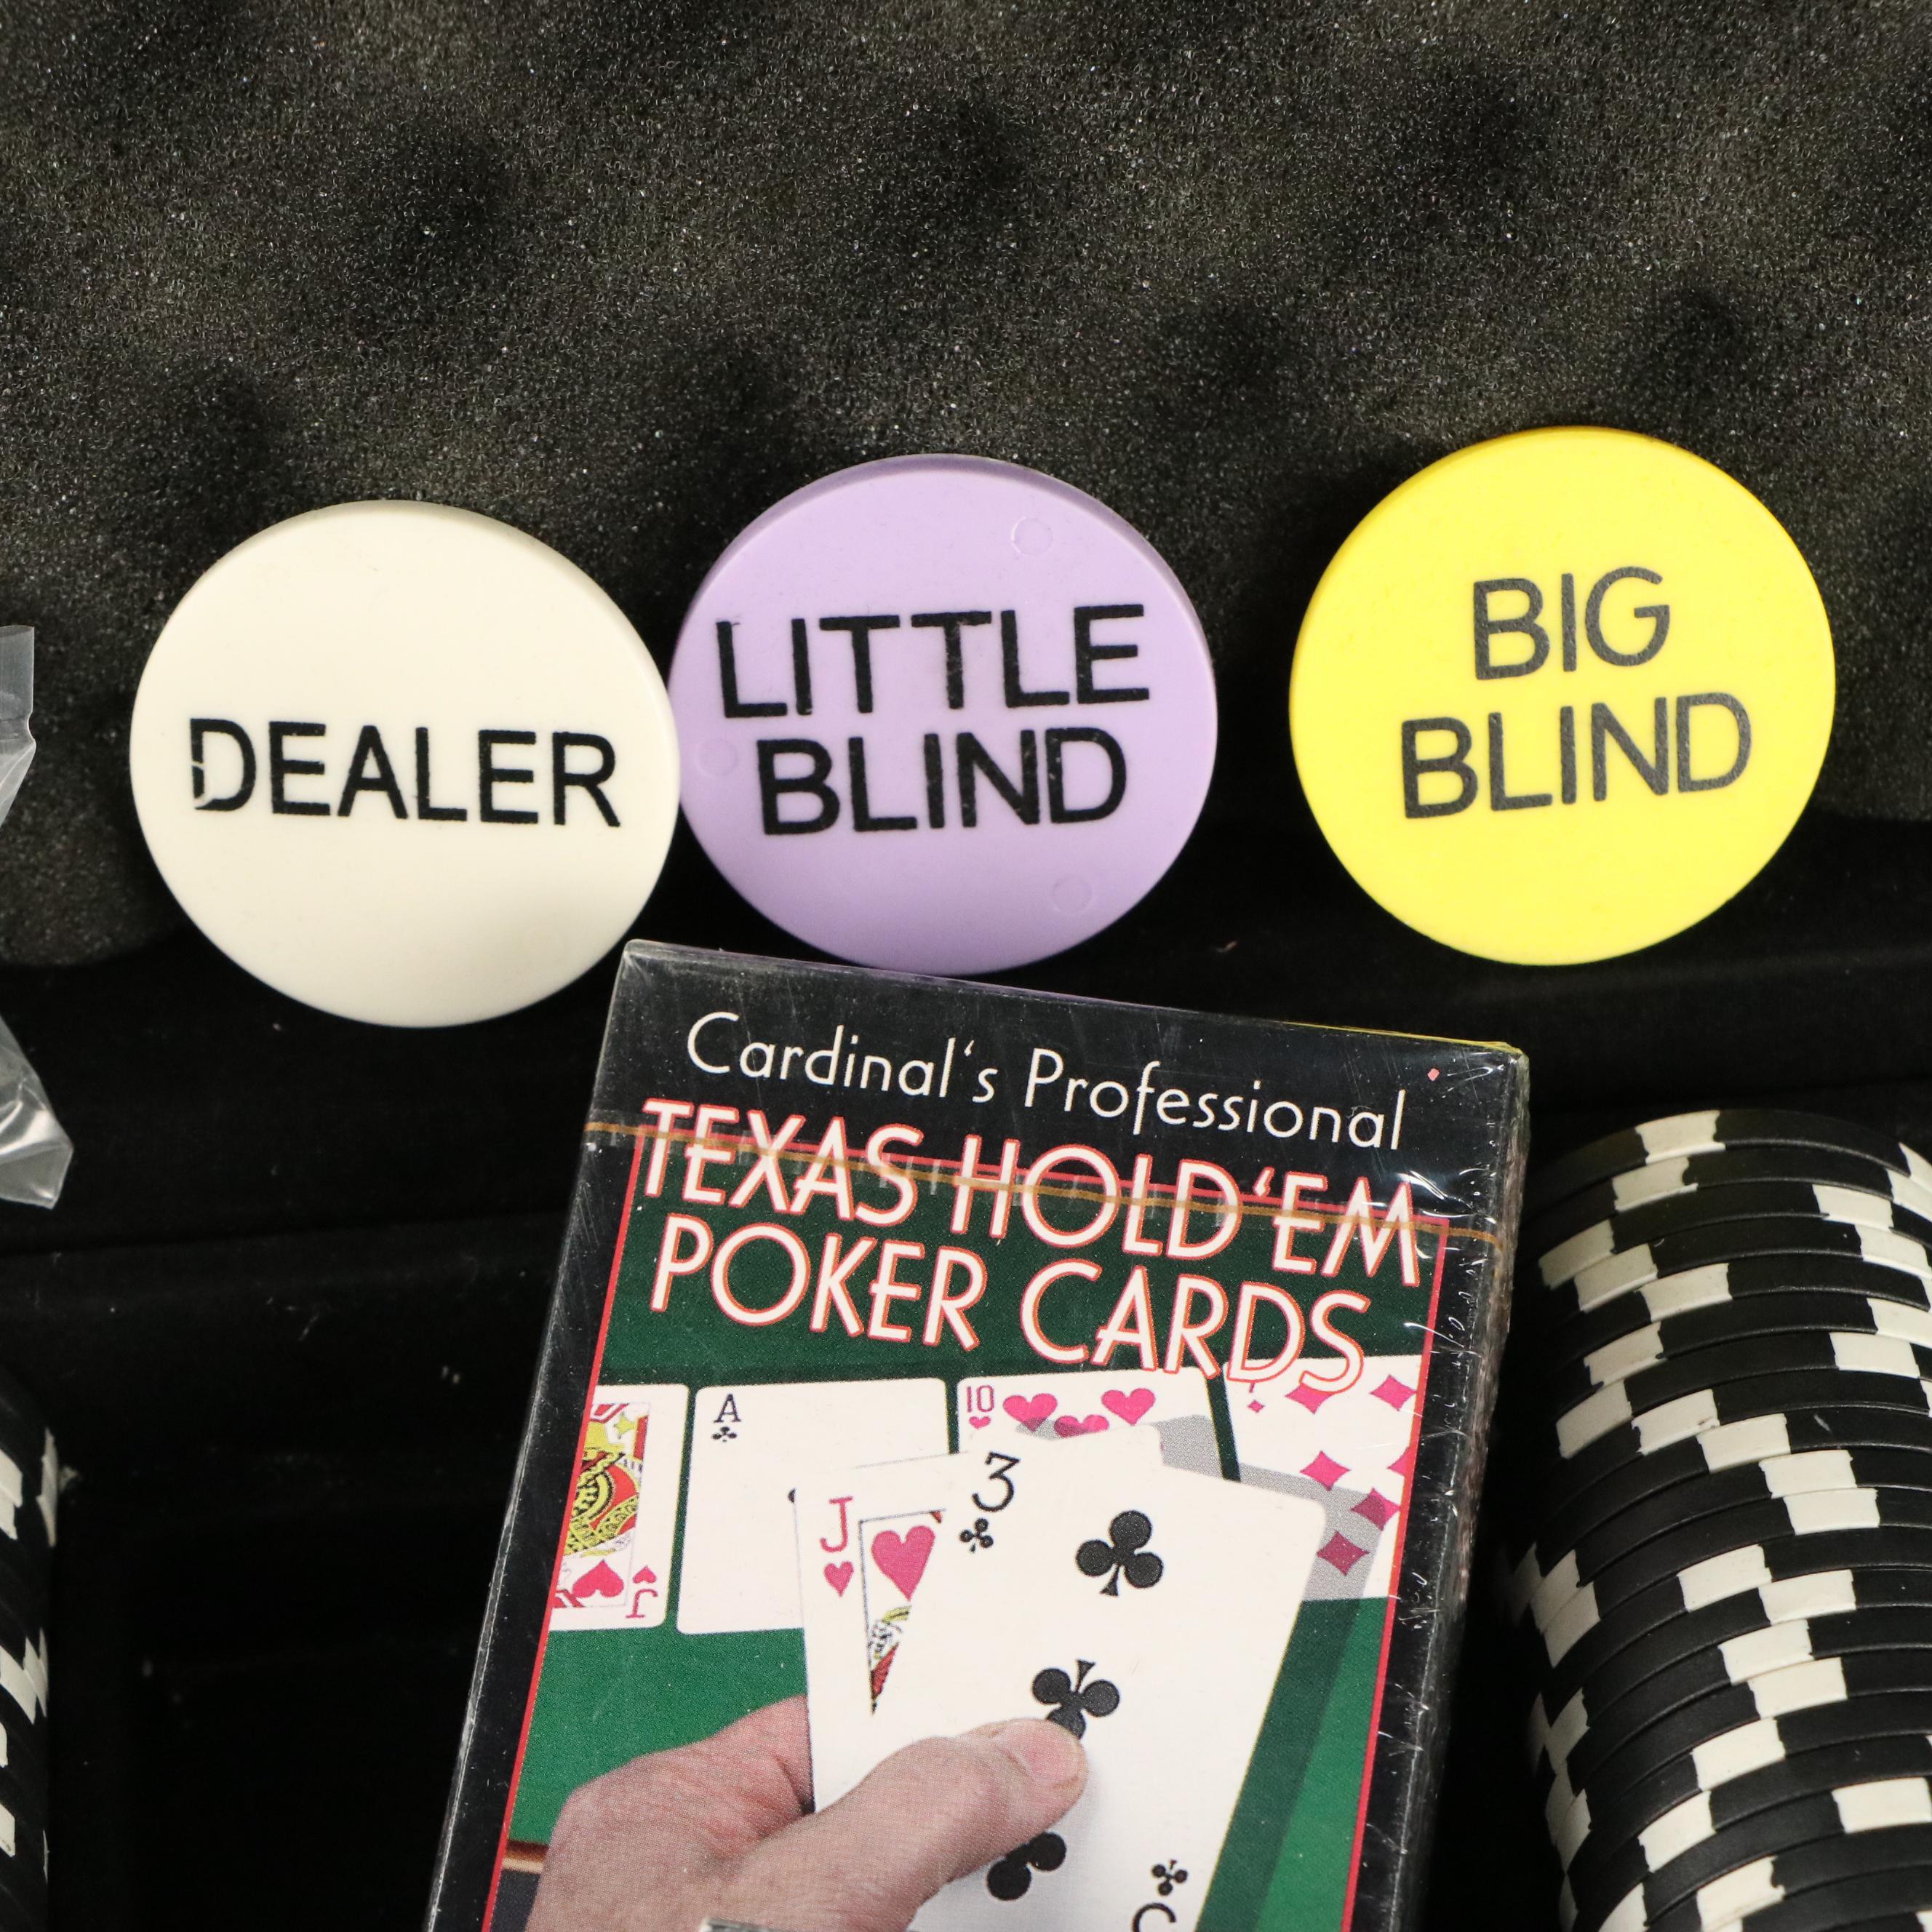 DEALER
LITTLE
BLIND
BIG
BLIND
Cardinal's Professional
TEXAS HOLD'EM
POKER CARDS
A
10
J
3
J